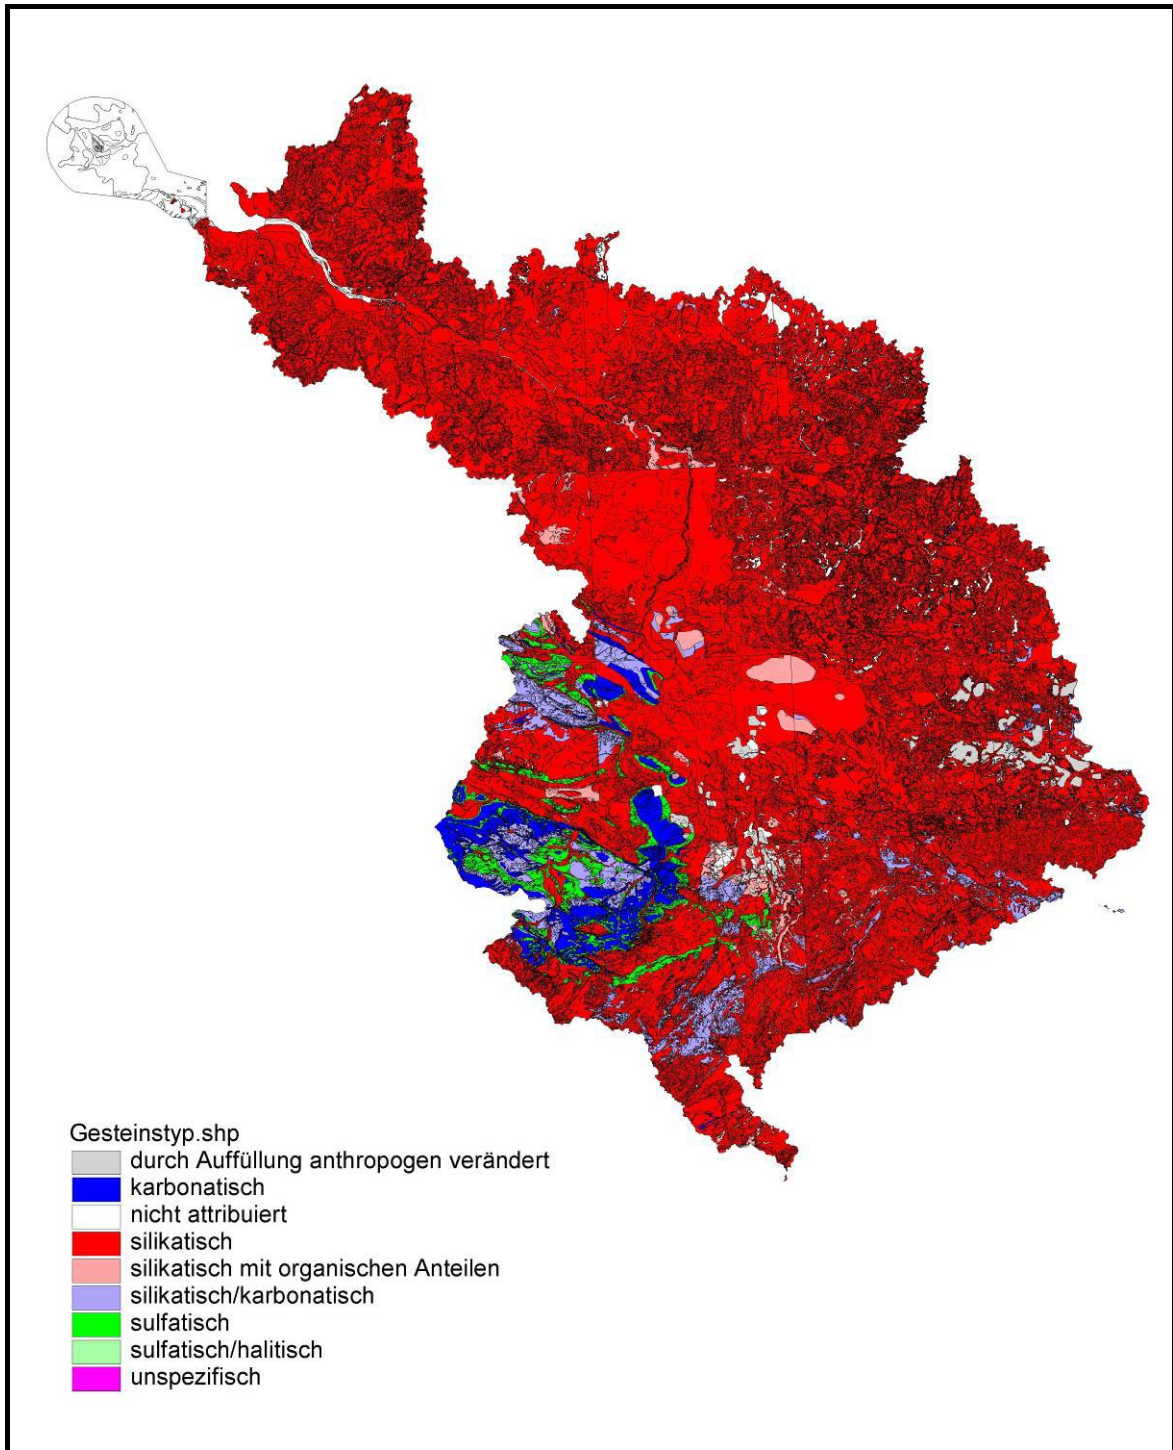 Gesteinstyp.shp
durch Auffüllung anthropogen verändert
karbonatisch
nicht attribuiert
silikatisch
silikatisch mit organischen Anteilen
silikatisch/karbonatisch
sulfatisch
sulfatisch/halitisch
unspezifisch